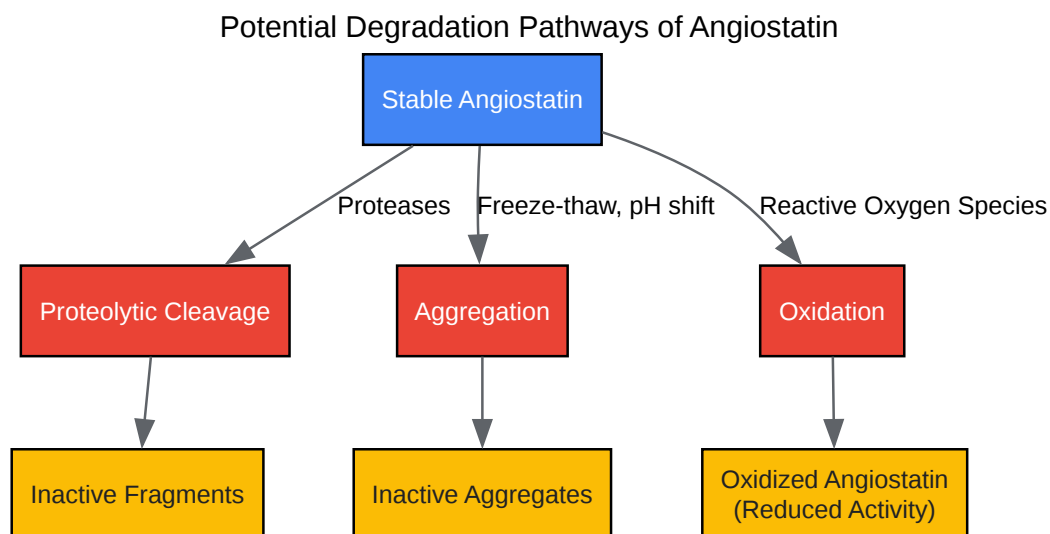 Potential Degradation Pathways of Angiostatin
Stable Angiostatin
Proteases
Freeze-thaw, pH shift
Reactive Oxygen Species
Proteolytic Cleavage
Aggregation
Oxidation
Inactive Fragments
Inactive Aggregates
Oxidized Angiostatin
(Reduced Activity)